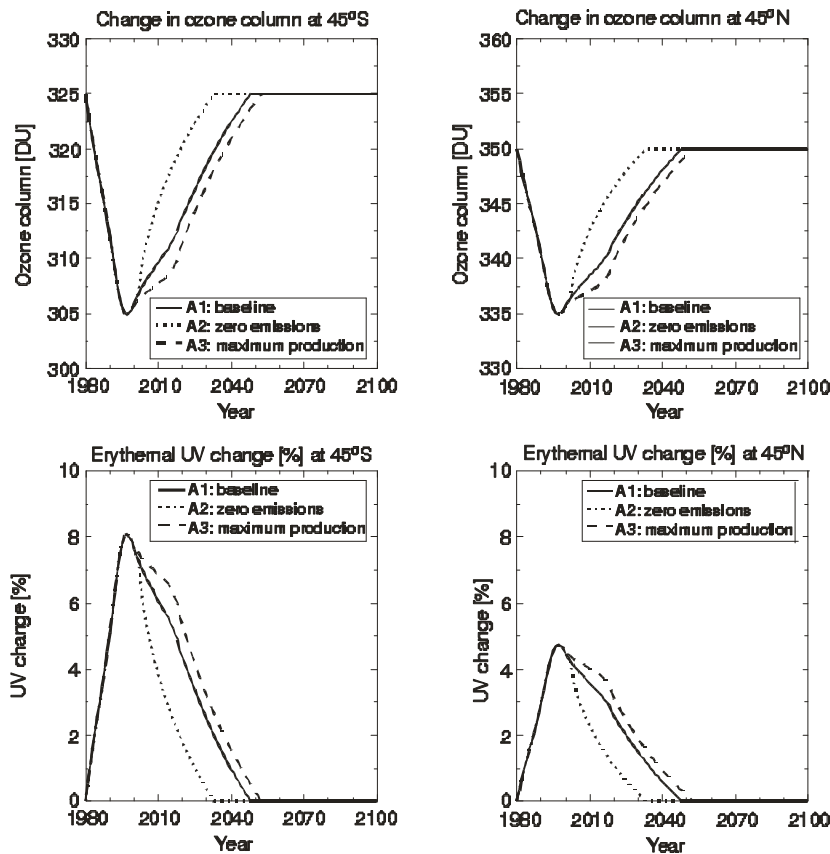 Change in ozone column at 45ºS
330
325
320
315
310
305
300
Ozone column [DU]
A1: baseline
A2: zero emissions
A3: maximum production
1980 2010 2040 2070 2100
Year
Change in ozone column at 45ºN
360
355
350
345
340
335
330
Ozone column [DU]
A1: baseline
A2: zero emissions
A3: maximum production
1980 2010 2040 2070 2100
Year
Erythemal UV change [%] at 45ºS
10
8
6
4
2
0
UV change [%]
A1: baseline
A2: zero emissions
A3: maximum production
1980 2010 2040 2070 2100
Year
Erythemal UV change [%] at 45ºN
10
8
6
4
2
0
UV change [%]
A1: baseline
A2: zero emissions
A3: maximum production
1980 2010 2040 2070 2100
Year